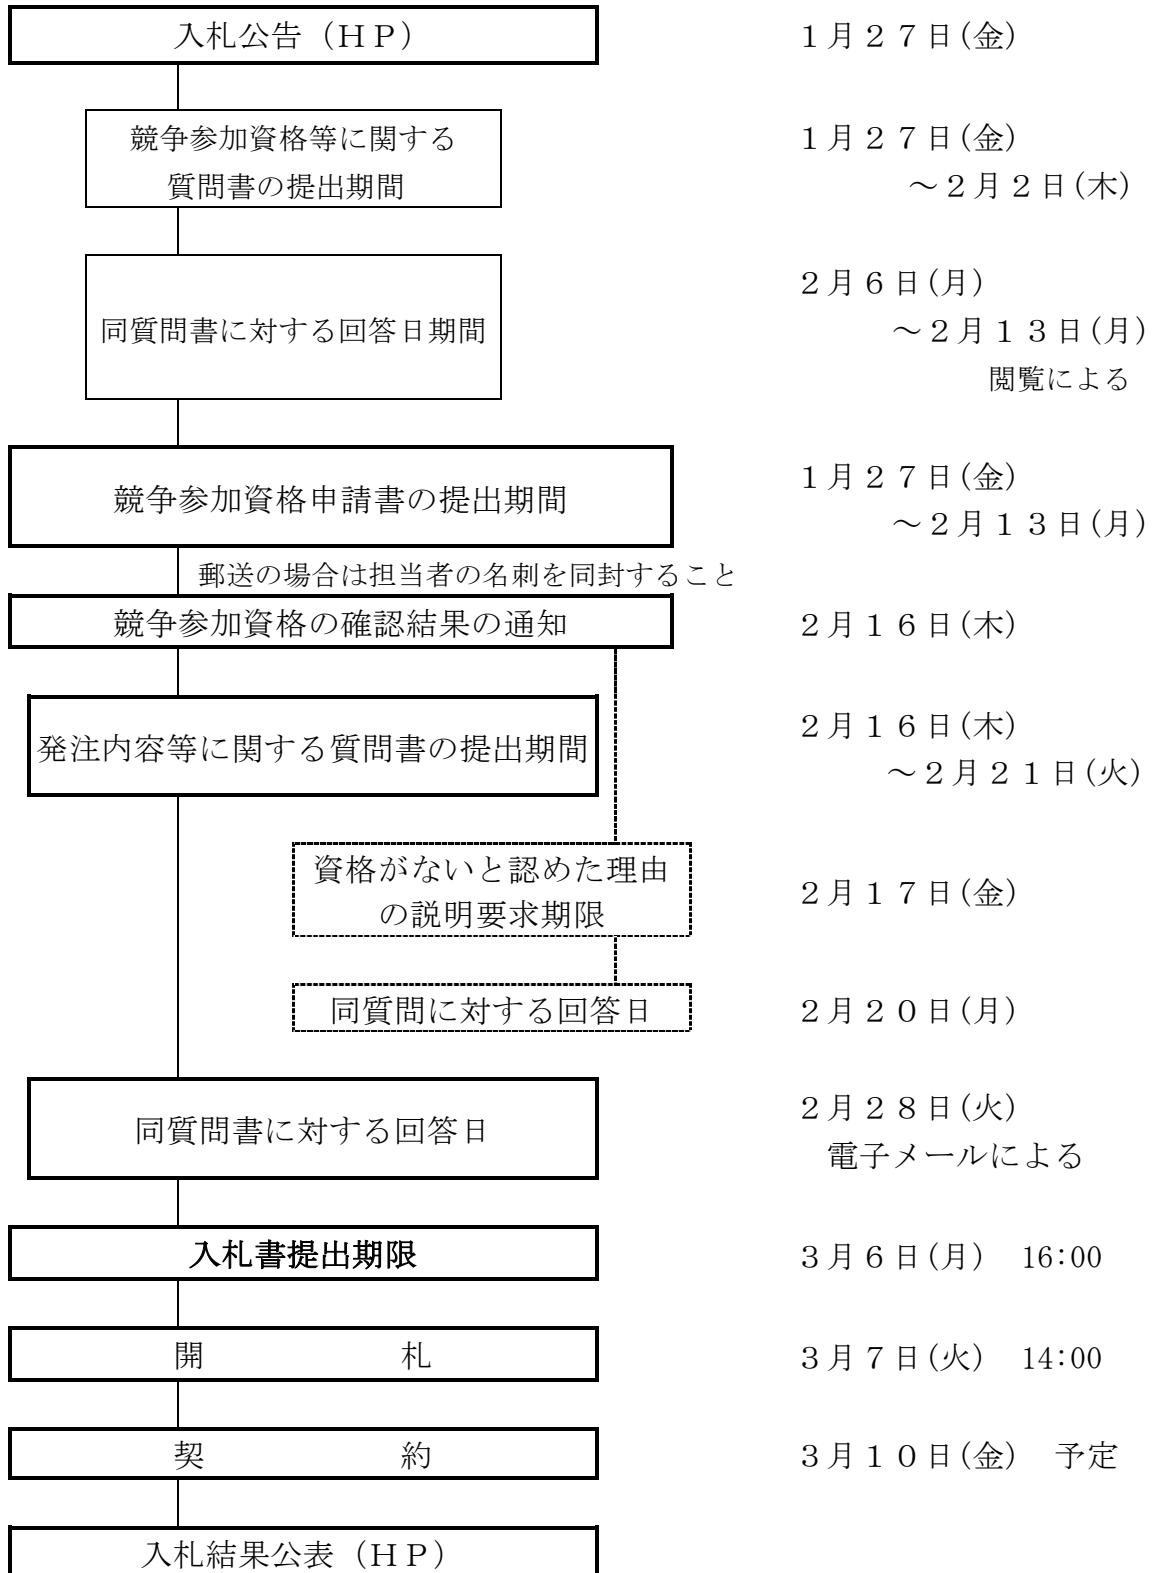 入札公告（ＨＰ）　１月２７日(金)
競争参加資格等に関する　１月２７日(金)
質問書の提出期間　～２月２日(木)
２月６日(月)
同質問書に対する回答日期間　～２月１３日(月)
閲覧による
競争参加資格申請書の提出期間　１月２７日(金)
～２月１３日(月)
郵送の場合は担当者の名刺を同封すること
競争参加資格の確認結果の通知　２月１６日(木)
発注内容等に関する質問書の提出期間　２月１６日(木)
～２月２１日(火)
資格がないと認めた理由
の説明要求期限　２月１７日(金)
同質問に対する回答日　２月２０日(月)
同質問書に対する回答日　２月２８日(火)
電子メールによる
入札書提出期限　３月６日(月)　16:00
開　札　３月７日(火)　14:00
契　約　３月１０日(金)　予定
入札結果公表（ＨＰ）